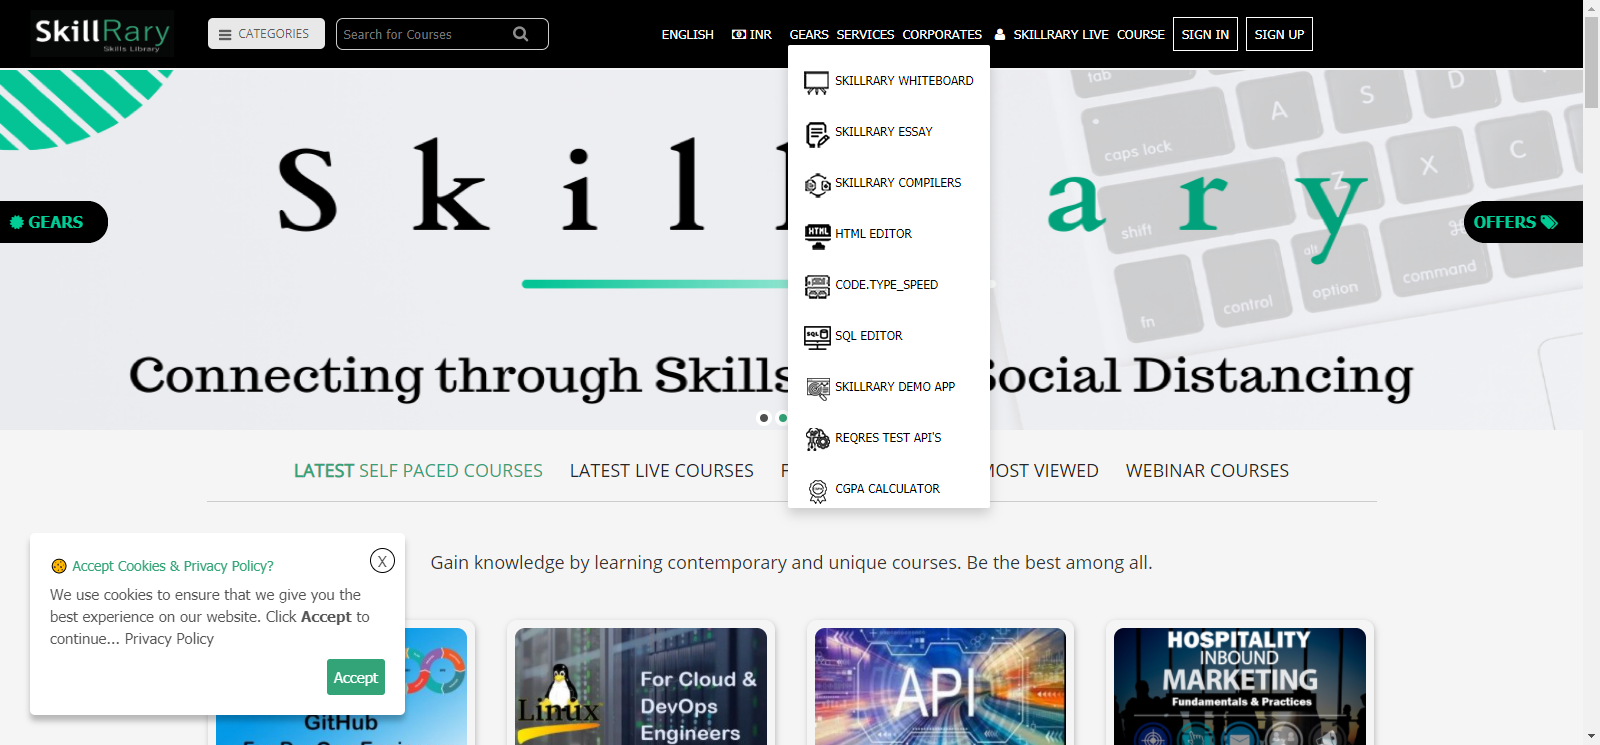 SkillRary
Skills Library
CATEGORIES
Search for Courses
ENGLISH
INR
GEARS
SERVICES
CORPORATES
SKILLRARY LIVE
COURSE
SIGN IN
SIGN UP
SKILLRARY WHITEBOARD
SKILLRARY ESSAY
SKILLRARY COMPILERS
HTML
HTML EDITOR
CODE.TYPE_SPEED
SQL
SQL EDITOR
SKILLRARY DEMO APP
REQRES TEST API'S
CGPA CALCULATOR
tab
A
S
D
caps lock
Z
X
C
shift
fn
control
alt
option
command
⌘
Skill ary
GEARS
OFFERS
Connecting through Skills ocial Distancing
LATEST SELF PACED COURSES
LATEST LIVE COURSES
MOST VIEWED
WEBINAR COURSES
Gain knowledge by learning contemporary and unique courses. Be the best among all.
Accept Cookies & Privacy Policy?
X
We use cookies to ensure that we give you the
best experience on our website. Click Accept to
continue... Privacy Policy
Accept
GitHub
Linux
For Cloud &
DevOps
Engineers
API
HOSPITALITY
INBOUND
MARKETING
Fundamentals & Practices